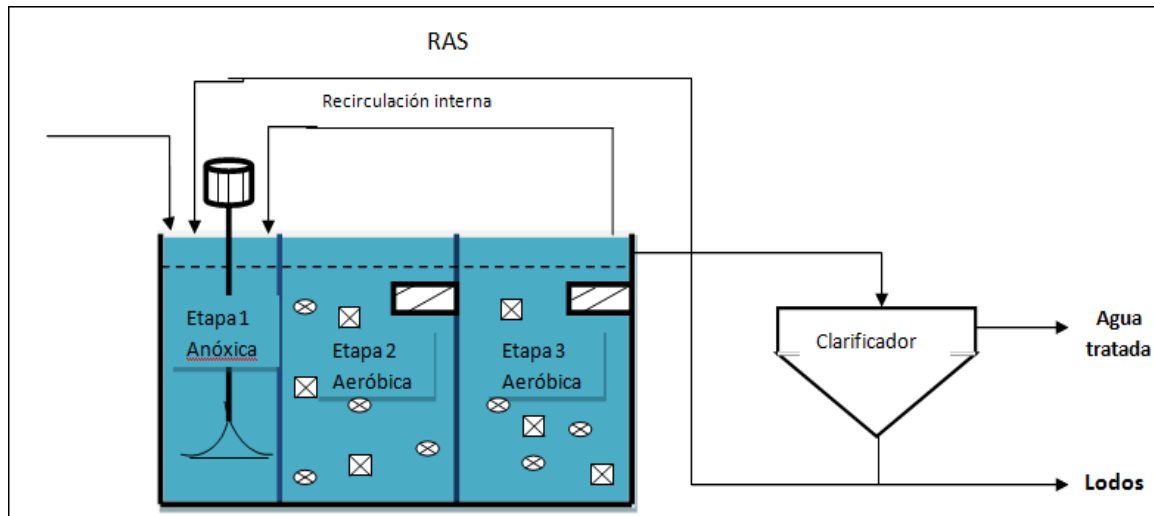 RAS
Recirculación interna
Etapa 1
Anóxica
Etapa 2
Aeróbica
Etapa 3
Aeróbica
Clarificador
Agua
tratada
Lodos